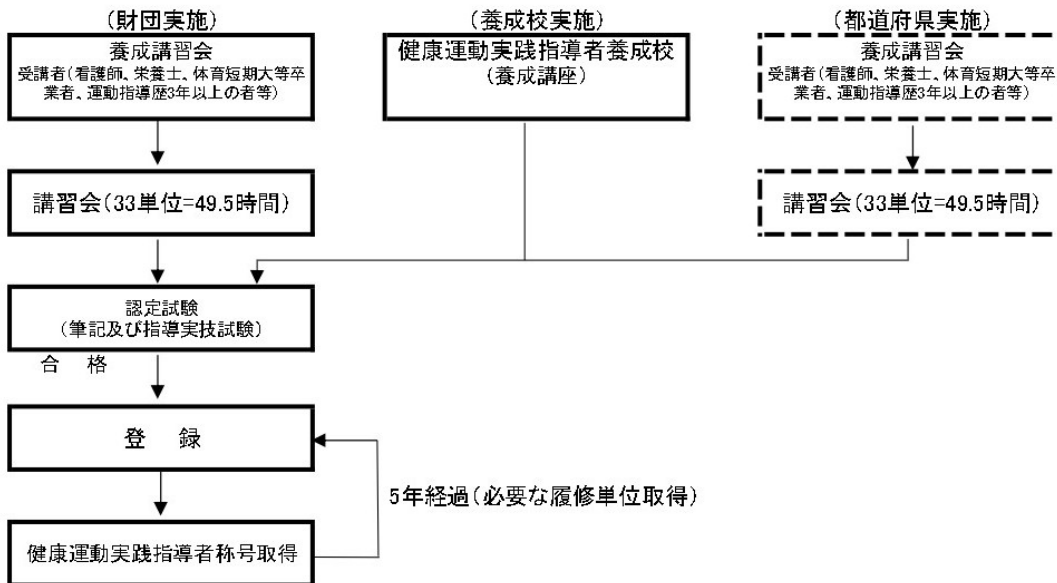 (財団実施)
養成講習会
受講者(看護師、栄養士、体育短期大等卒
業者、運動指導歴3年以上の者等)
講習会(33単位=49.5時間)
(養成校実施)
健康運動実践指導者養成校
(養成講座)
(都道府県実施)
養成講習会
受講者(看護師、栄養士、体育短期大等卒
業者、運動指導歴3年以上の者等)
講習会(33単位=49.5時間)
認定試験
(筆記及び指導実技試験)
合 格
登 録
5年経過(必要な履修単位取得)
健康運動実践指導者称号取得